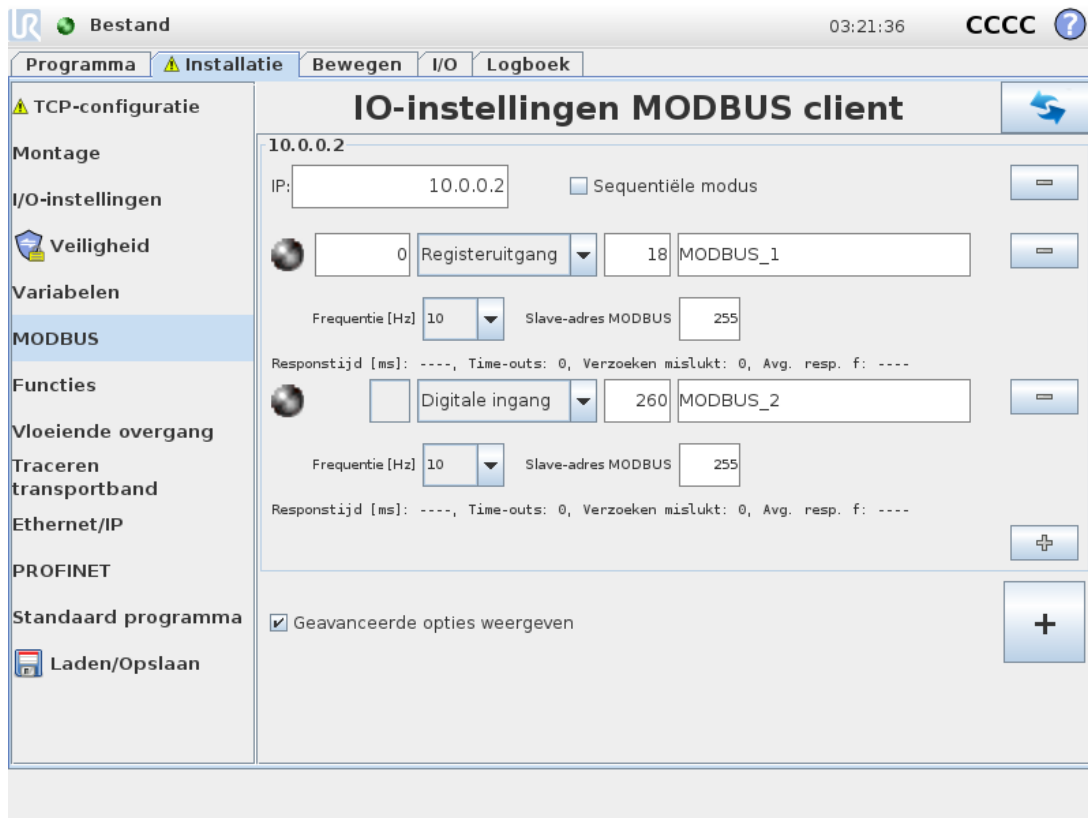 UR Bestand 03:21:36 CCCC ?
Programma Installatie Bewegen I/O Logboek
TCP-configuratie
Montage
I/O-instellingen
Veiligheid
Variabelen
MODBUS
Functies
Vloeiende overgang
Traceren
transportband
Ethernet/IP
PROFINET
Standaard programma
Laden/Opslaan
IO-instellingen MODBUS client
10.0.0.2
IP: 10.0.0.2 Sequentiële modus
0 Registeruitgang 18 MODBUS_1
Frequentie [Hz] 10 Slave-adres MODBUS 255
Responstijd [ms]: ----, Time-outs: 0, Verzoeken mislukt: 0, Avg. resp. f: ----
Digitale ingang 260 MODBUS_2
Frequentie [Hz] 10 Slave-adres MODBUS 255
Responstijd [ms]: ----, Time-outs: 0, Verzoeken mislukt: 0, Avg. resp. f: ----
Geavanceerde opties weergeven